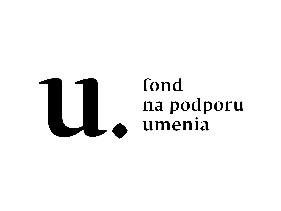 u.
fond
na podporu
umenia